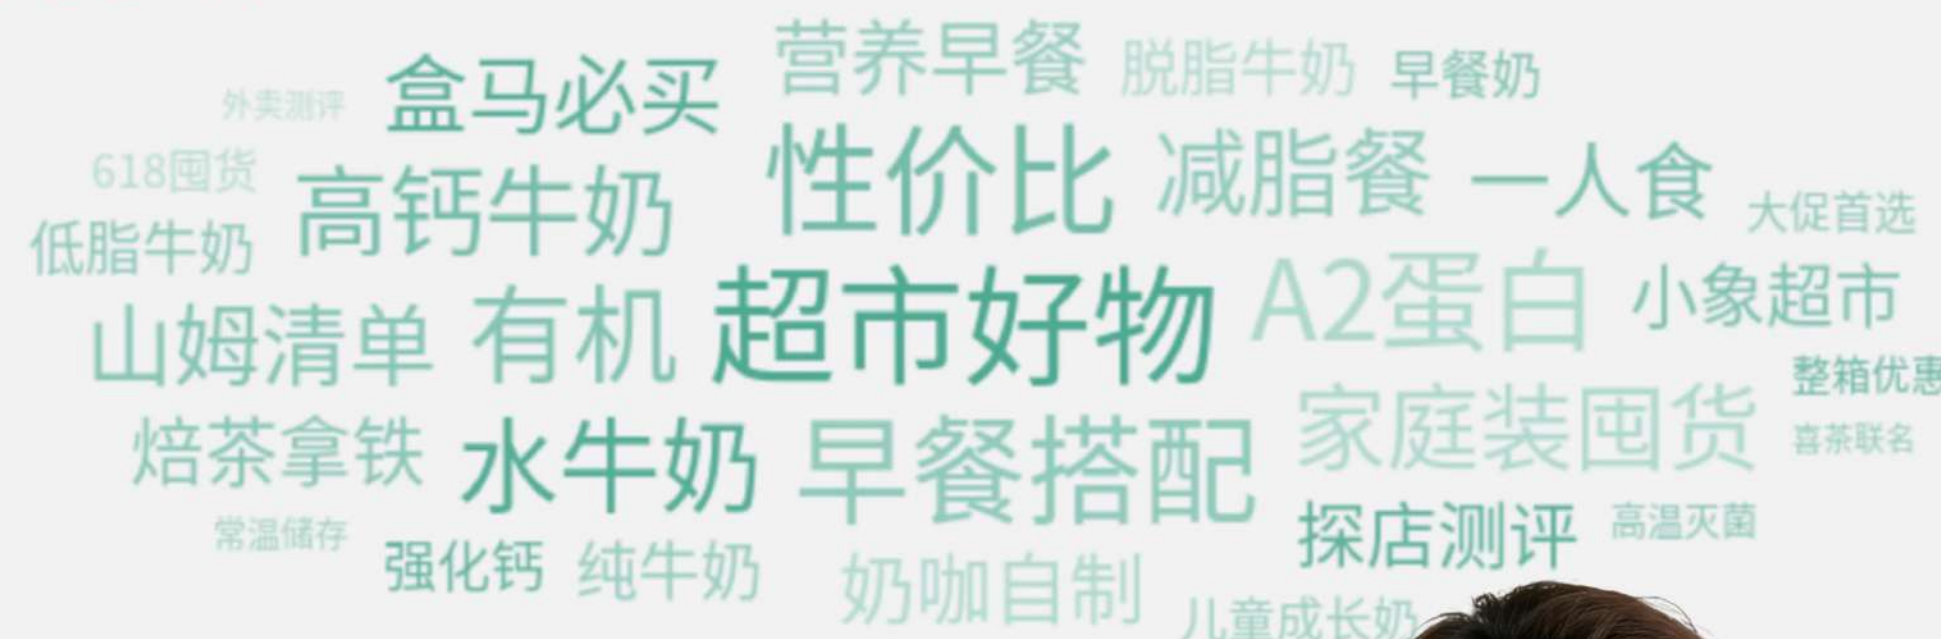 营养早餐
脱脂牛奶
早餐奶
外卖测评
盒马必买
性价比
减脂餐
一人食
618囤货
高钙牛奶
大促首选
低脂牛奶
超市好物
A2蛋白
小象超市
山姆清单
有机
整箱优惠
焙茶拿铁
水牛奶
早餐搭配
家庭装囤货
喜茶联名
常温储存
强化钙
纯牛奶
奶咖自制
探店测评
高温灭菌
儿童成长奶